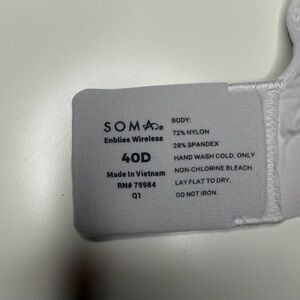 SOMA®
Enbliss Wireless
40D
Made In Vietnam
RN# 79984
Q1
BODY:
72% NYLON
28% SPANDEX
HAND WASH COLD. ONLY
NON-CHLORINE BLEACH.
LAY FLAT TO DRY.
DO NOT IRON.